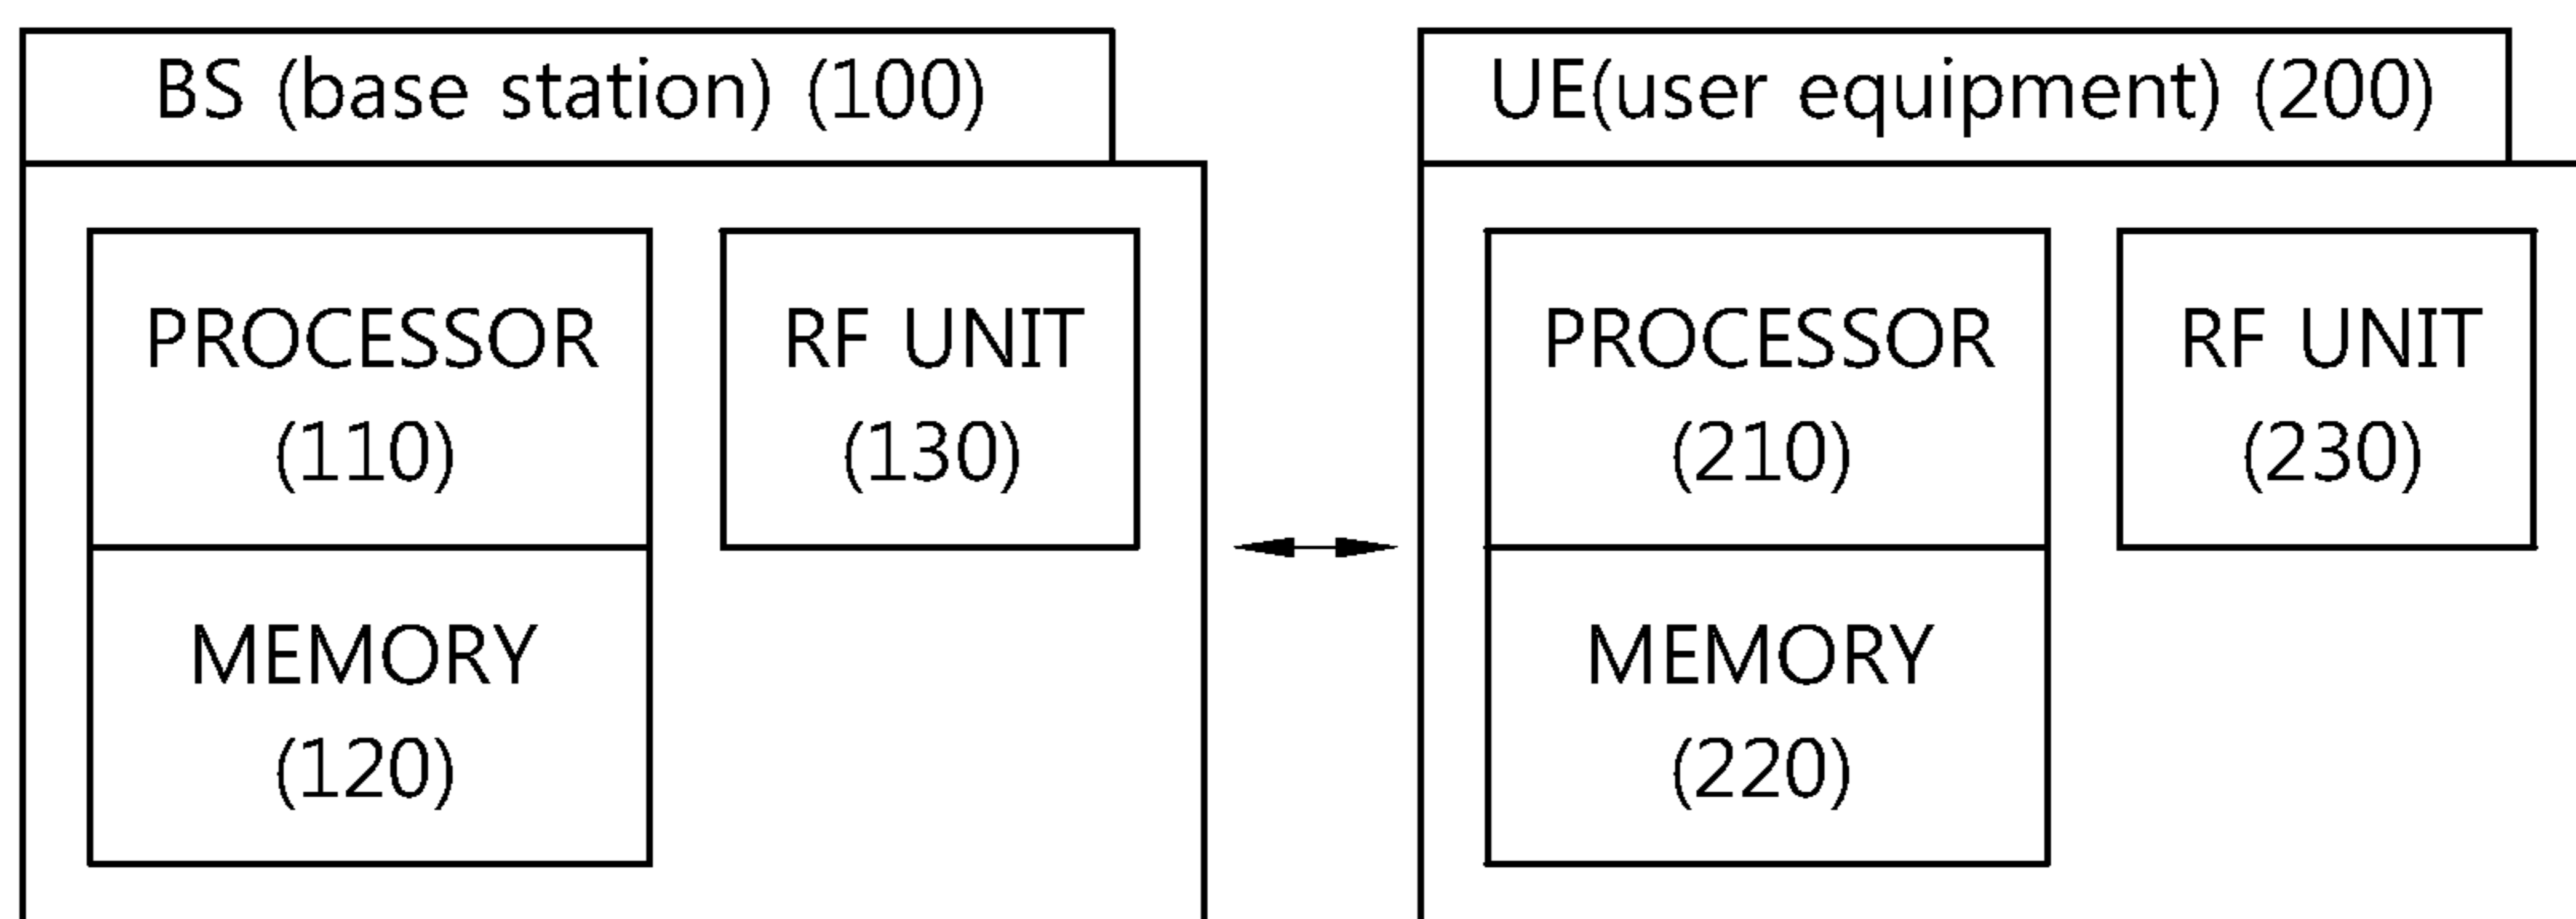 BS (base station) (100)
PROCESSOR
(110)
RF UNIT
(130)
MEMORY
(120)
UE(user equipment) (200)
PROCESSOR
(210)
RF UNIT
(230)
MEMORY
(220)